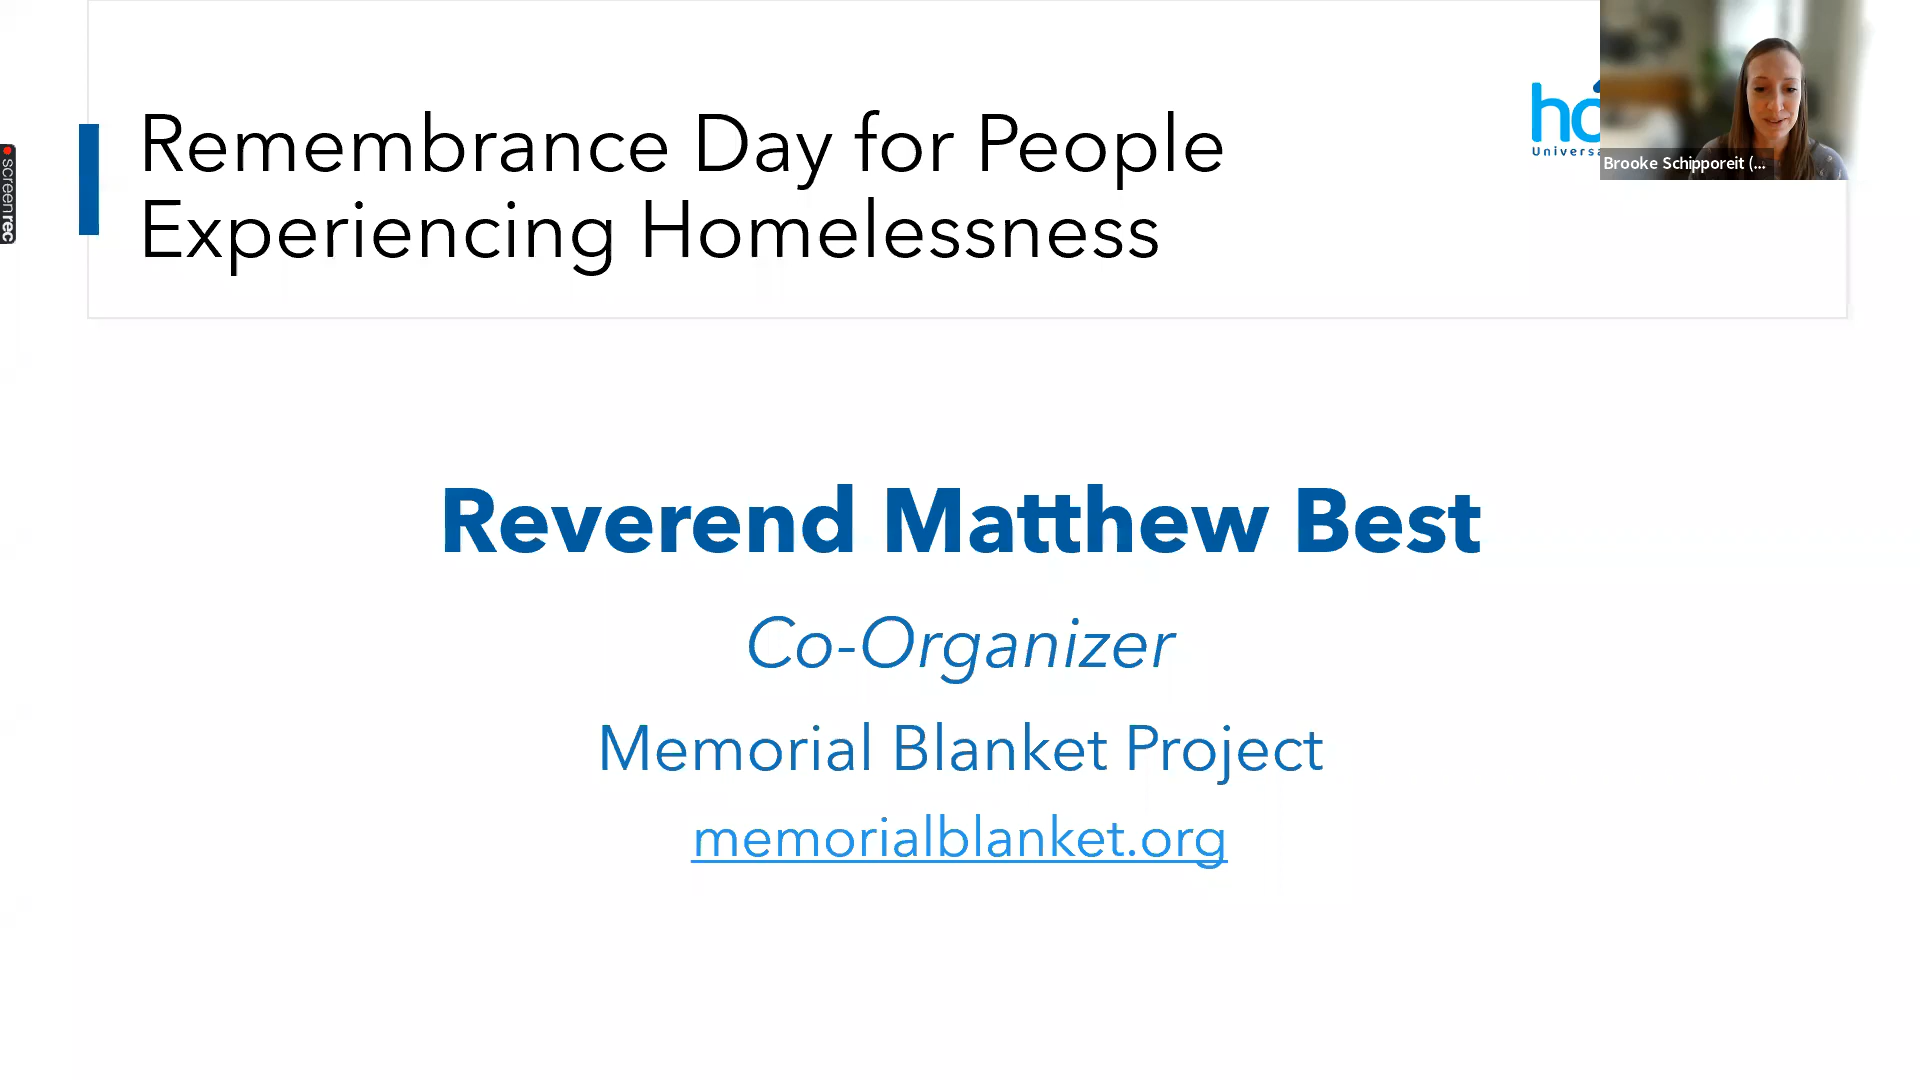 Remembrance Day for People
Experiencing Homelessness
Brooke Schipporeit (...
screenrec
Reverend Matthew Best
Co-Organizer
Memorial Blanket Project
memorialblanket.org